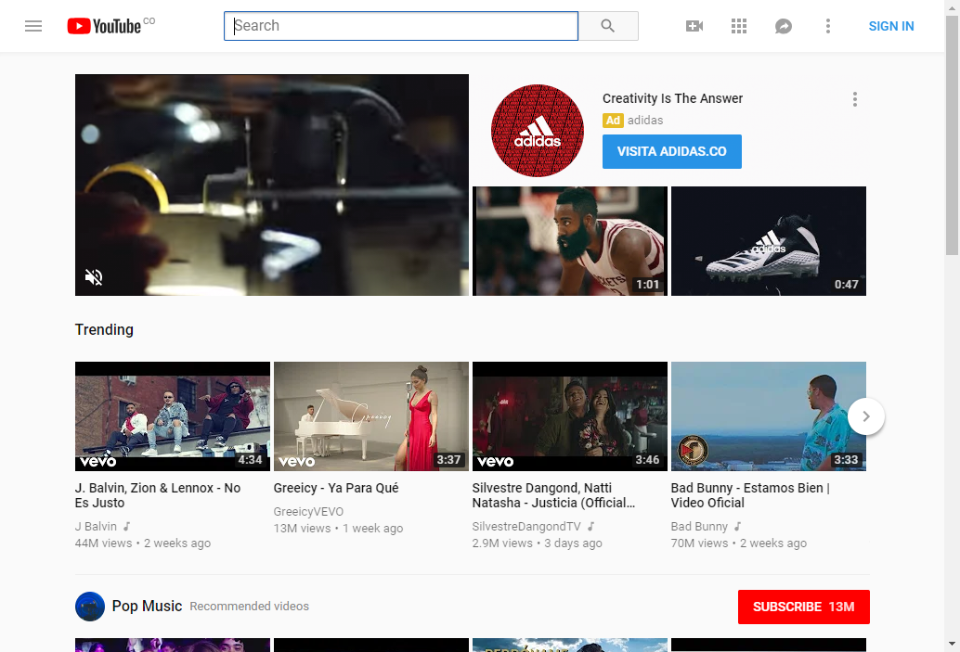 YouTube CO
Search
SIGN IN
Creativity Is The Answer
Ad adidas
VISITA ADIDAS.CO
adidas
1:01
adidas
0:47
Trending
vevo
4:34
Greeicy
vevo
3:37
vevo
3:46
3:33
J. Balvin, Zion & Lennox - No
Es Justo
J Balvin
44M views • 2 weeks ago
Greeicy - Ya Para Qué
GreeicyVEVO
13M views • 1 week ago
Silvestre Dangond, Natti
Natasha - Justicia (Official...
SilvestreDangondTV
2.9M views • 3 days ago
Bad Bunny - Estamos Bien |
Video Oficial
Bad Bunny
70M views • 2 weeks ago
Pop Music Recommended videos
SUBSCRIBE 13M